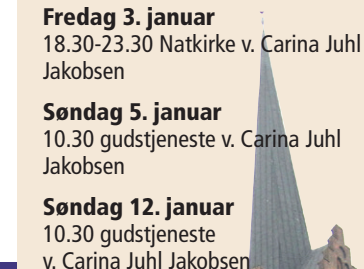 Fredag 3. januar
18.30-23.30 Natkirke v. Carina Juhl
Jakobsen
Søndag 5. januar
10.30 gudstjeneste v. Carina Juhl
Jakobsen
Søndag 12. januar
10.30 gudstjeneste
v. Carina Juhl Jakobsen